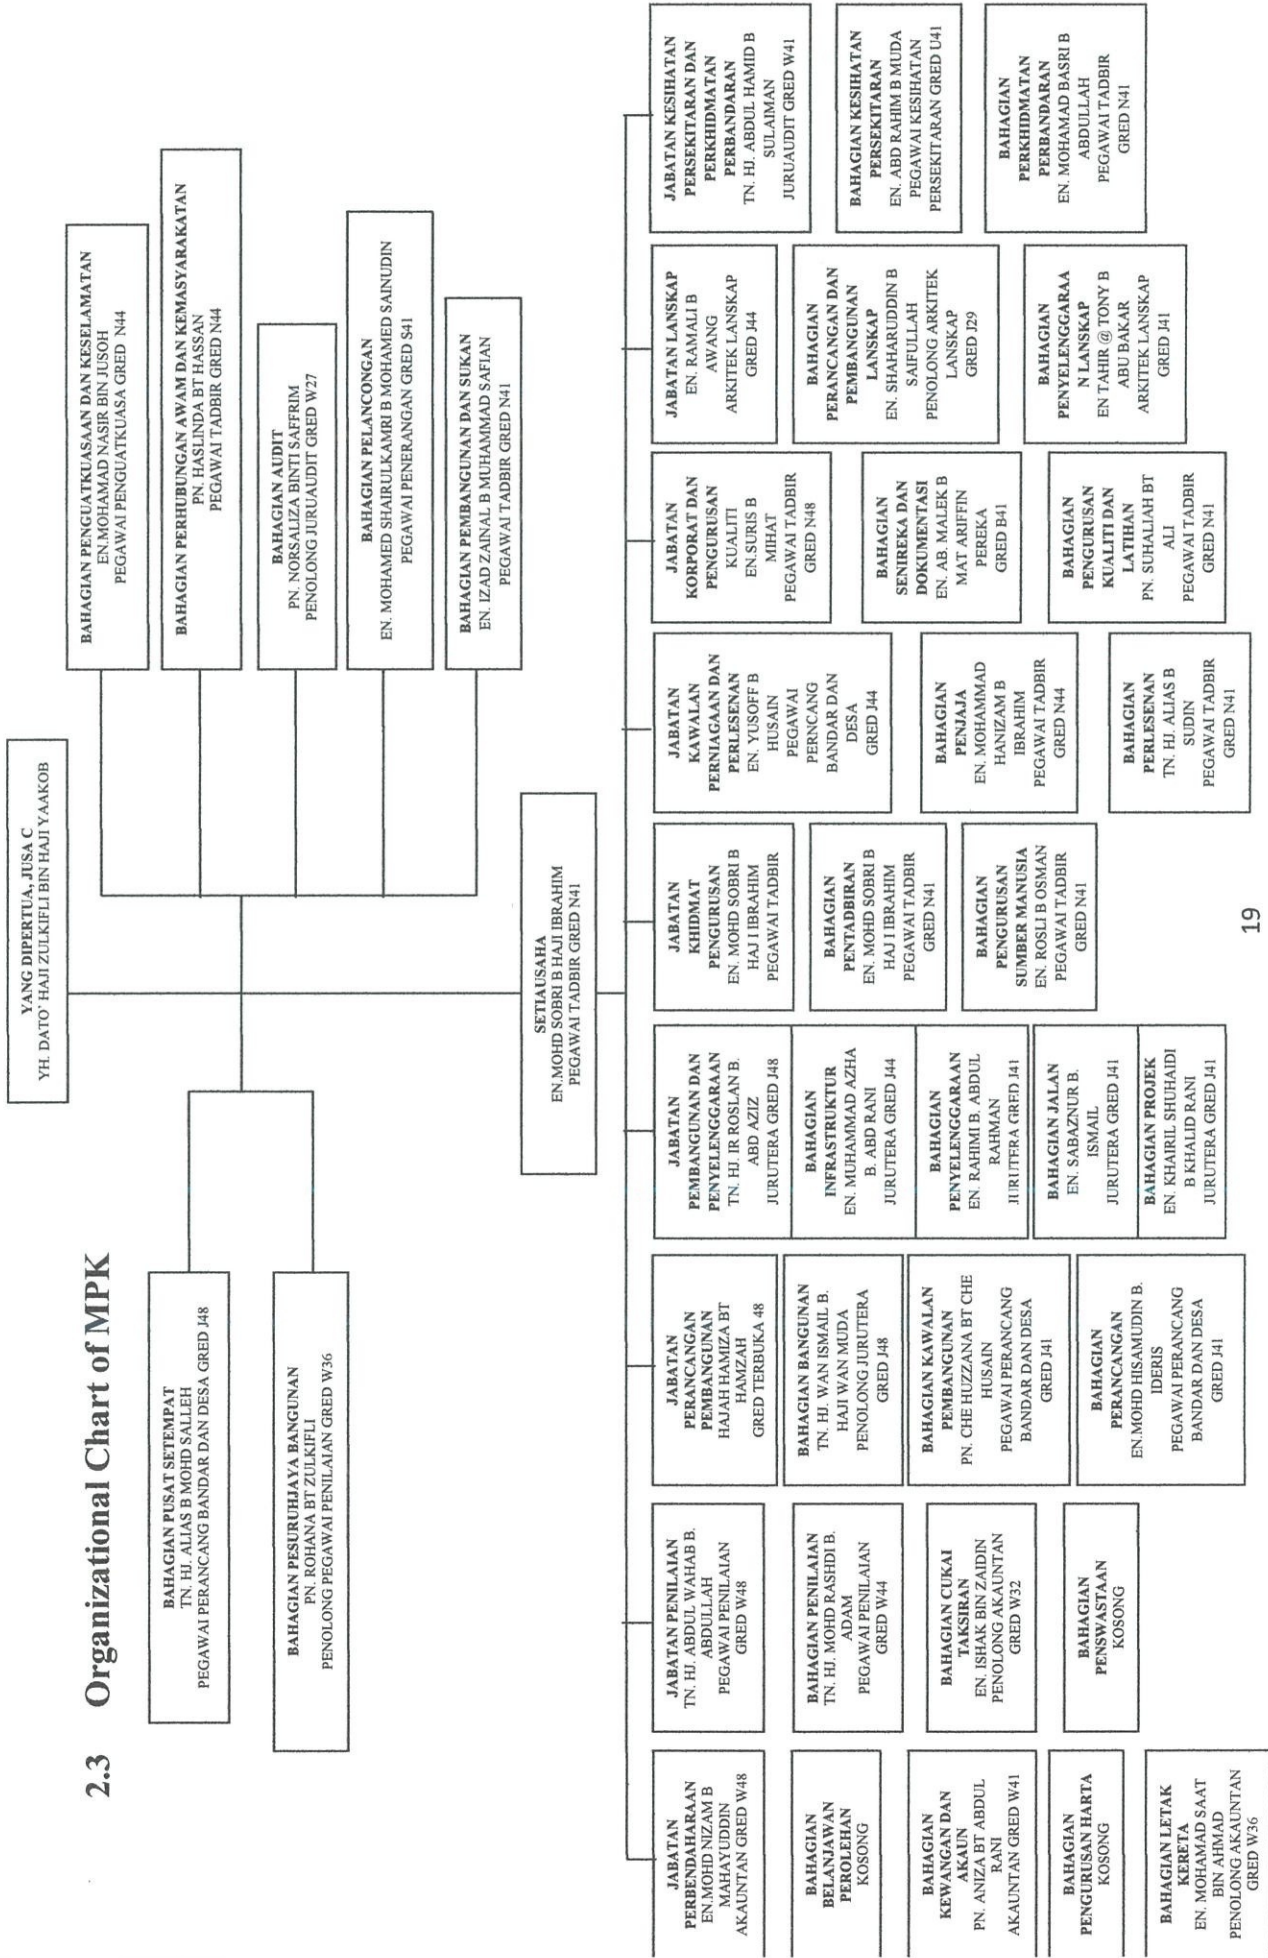 2.3 Organizational Chart of MPK
YANG DIPERTUA, JUSA C
YH. DATO' HAJI ZULKIFLI BIN HAJI YAAKOB
BAHAGIAN PUSAT SETEMPAT
TN. HJ. ALIAS B MOHD SALLEH
PEGAWAI PERANCANG BANDAR DAN DESA GRED J48
BAHAGIAN PESURUHJAYA BANGUNAN
PN. ROHANA BT ZULKIFLI
PENOLONG PEGAWAI PENILAIAN GRED W36
BAHAGIAN PENGUATKUASAAN DAN KESELAMATAN
EN.MOHAMAD NASIR BIN JUSOH
PEGAWAI PENGUATKUASA GRED N44
BAHAGIAN PERHUBUNGAN AWAM DAN KEMASYARAKATAN
PN. HASLINDA BT HASSAN
PEGAWAI TADBIR GRED N44
BAHAGIAN AUDIT
PN. NORSALIZA BINTI SAFFRIM
PENOLONG JURUAUDIT GRED W27
BAHAGIAN PELANCONGAN
EN. MOHAMED SHAIRULKAMRI B MOHAMED SAINUDIN
PEGAWAI PENERANGAN GRED S41
BAHAGIAN PEMBANGUNAN DAN SUKAN
EN. IZAD ZAINAL B MUHAMMAD SAFIAN
PEGAWAI TADBIR GRED N41
SETIAUSAHA
EN.MOHD SOBRI B HAJI IBRAHIM
PEGAWAI TADBIR GRED N41
JABATAN
PERBENDAHARAAN
EN.MOHD NIZAM B
MAHAYUDDIN
AKAUNTAN GRED W48
BAHAGIAN
BELANJAWAN
PEROLEHAN
KOSONG
BAHAGIAN
KEWANGAN DAN
AKAUN
PN. ANIZA BT ABDUL
RANI
AKAUNTAN GRED W41
BAHAGIAN
PENGURUSAN HARTA
KOSONG
BAHAGIAN LETAK
KERETA
EN. MOHAMAD SAAT
BIN AHMAD
PENOLONG AKAUNTAN
GRED W36
JABATAN PENILAIAN
TN. HJ. ABDUL WAHAB B.
ABDULLAH
PEGAWAI PENILAIAN
GRED W48
BAHAGIAN PENILAIAN
TN. HJ. MOHD RASHDI B.
ADAM
PEGAWAI PENILAIAN
GRED W44
BAHAGIAN CUKAI
TAKSIRAN
EN. ISHAK BIN ZAIDIN
PENOLONG AKAUNTAN
GRED W32
BAHAGIAN
PENSWASTAAN
KOSONG
JABATAN
PERANCANGAN
PEMBANGUNAN
HAJAH HAMIZA BT
HAMZAH
GRED TERBUKA 48
BAHAGIAN BANGUNAN
TN. HJ. WAN ISMAIL B.
HAJI WAN MUDA
PENOLONG JURUTERA
GRED J48
BAHAGIAN KAWALAN
PEMBANGUNAN
PN. CHE HUZZANA BT CHE
HUSAIN
PEGAWAI PERANCANG
BANDAR DAN DESA
GRED J41
BAHAGIAN
PERANCANGAN
EN.MOHD HISAMUDIN B.
IDERIS
PEGAWAI PERANCANG
BANDAR DAN DESA
GRED J41
JABATAN
PEMBANGUNAN DAN
PENYELENGGARAAN
TN. HJ. IR ROSLAN B.
ABD AZIZ
JURUTERA GRED J48
BAHAGIAN
INFRASTRUKTUR
EN. MUHAMMAD AZHA
B. ABD RANI
JURUTERA GRED J44
BAHAGIAN
PENYELENGGARAAN
EN. RAHIMI B. ABDUL
RAHMAN
JURUTERA GRED J41
BAHAGIAN JALAN
EN. SABAZNUR B.
ISMAIL
JURUTERA GRED J41
BAHAGIAN PROJEK
EN. KHAIRIL SHUHAIDI
B KHALID RANI
JURUTERA GRED J41
JABATAN
KHIDMAT
PENGURUSAN
EN. MOHD SOBRI B
HAJ I IBRAHIM
PEGAWAI TADBIR
BAHAGIAN
PENTADBIRAN
EN. MOHD SOBRI B
HAJ I IBRAHIM
PEGAWAI TADBIR
GRED N41
BAHAGIAN
PENGURUSAN
SUMBER MANUSIA
EN. ROSLI B OSMAN
PEGAWAI TADBIR
GRED N41
JABATAN
KAWALAN
PERNIAGAAN DAN
PERLESENAN
EN. YUSOFF B
HUSAIN
PEGAWAI
PERNCANG
BANDAR DAN
DESA
GRED J44
BAHAGIAN
PENJAJA
EN. MOHAMMAD
HANIZAM B
IBRAHIM
PEGAWAI TADBIR
GRED N44
BAHAGIAN
PERLESENAN
TN. HJ. ALIAS B
SUDIN
PEGAWAI TADBIR
GRED N41
JABATAN
KORPORAT DAN
PENGURUSAN
KUALITI
EN.SURIS B
MIHAT
PEGAWAI TADBIR
GRED N48
BAHAGIAN
SENIREKA DAN
DOKUMENTASI
EN. AB. MALEK B
MAT ARIFFIN
PEREKA
GRED B41
BAHAGIAN
PENGURUSAN
KUALITI DAN
LATIHAN
PN. SUHALIAH BT
ALI
PEGAWAI TADBIR
GRED N41
JABATAN LANSKAP
EN. RAMALI B
AWANG
ARKITEK LANSKAP
GRED J44
BAHAGIAN
PERANCANGAN DAN
PEMBANGUNAN
LANSKAP
EN. SHAHARUDDIN B
SAIFULLAH
PENOLONG ARKITEK
LANSKAP
GRED J29
BAHAGIAN
PENYELENGGARAA
N LANSKAP
EN TAHIR @ TONY B
ABU BAKAR
ARKITEK LANSKAP
GRED J41
JABATAN KESIHATAN
PERSEKITARAN DAN
PERKHIDMATAN
PERBANDARAN
TN. HJ. ABDUL HAMID B
SULAIMAN
JURUAUDIT GRED W41
BAHAGIAN KESIHATAN
PERSEKITARAN
EN. ABD RAHIM B MUDA
PEGAWAI KESIHATAN
PERSEKITARAN GRED U41
BAHAGIAN
PERKHIDMATAN
PERBANDARAN
EN. MOHAMAD BASRI B
ABDULLAH
PEGAWAI TADBIR
GRED N41
19